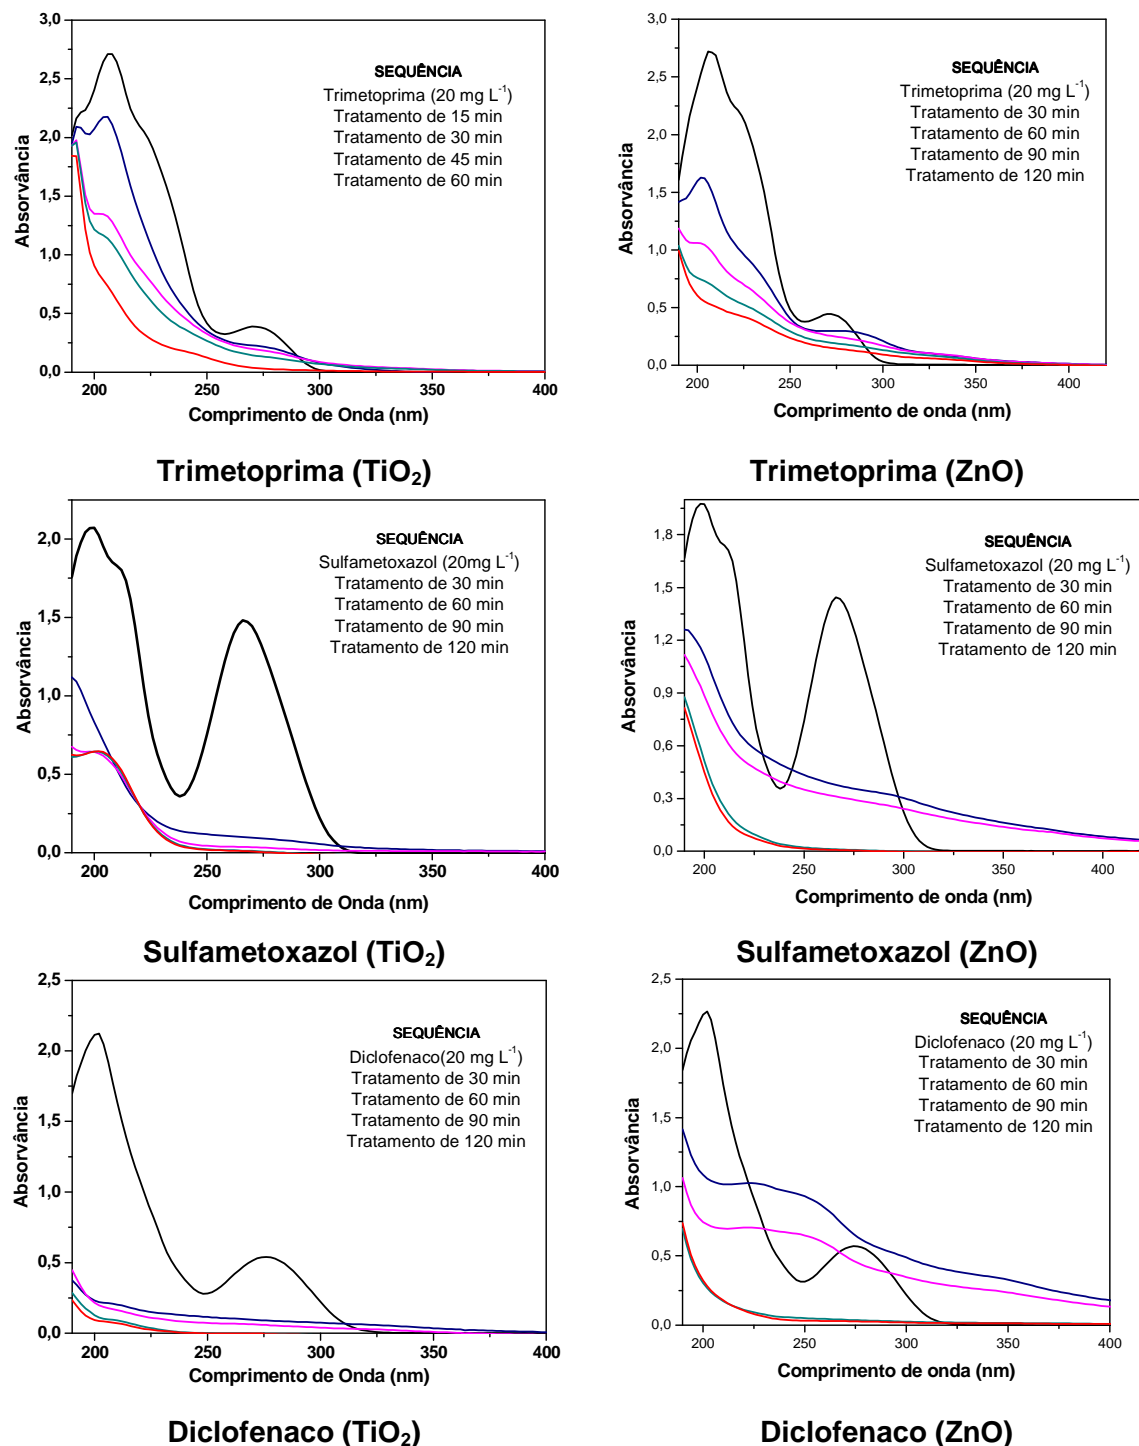 3,0
2,5
2,0
1,5
1,0
0,5
0,0
Absorvância
SEQUÊNCIA
Trimetoprima (20 mg L⁻¹)
Tratamento de 15 min
Tratamento de 30 min
Tratamento de 45 min
Tratamento de 60 min
200 250 300 350 400
Comprimento de Onda (nm)
Trimetoprima (TiO₂)
3,0
2,5
2,0
1,5
1,0
0,5
0,0
Absorvância
SEQUÊNCIA
Trimetoprima (20 mg L⁻¹)
Tratamento de 30 min
Tratamento de 60 min
Tratamento de 90 min
Tratamento de 120 min
200 250 300 350 400
Comprimento de onda (nm)
Trimetoprima (ZnO)
2,0
1,5
1,0
0,5
0,0
Absorvância
SEQUÊNCIA
Sulfametoxazol (20mg L⁻¹)
Tratamento de 30 min
Tratamento de 60 min
Tratamento de 90 min
Tratamento de 120 min
200 250 300 350 400
Comprimento de Onda (nm)
Sulfametoxazol (TiO₂)
1,8
1,5
1,2
0,9
0,6
0,3
0,0
Absorvância
SEQUÊNCIA
Sulfametoxazol (20 mg L⁻¹)
Tratamento de 30 min
Tratamento de 60 min
Tratamento de 90 min
Tratamento de 120 min
200 250 300 350 400
Comprimento de onda (nm)
Sulfametoxazol (ZnO)
2,5
2,0
1,5
1,0
0,5
0,0
Absorvância
SEQUÊNCIA
Diclofenaco(20 mg L⁻¹)
Tratamento de 30 min
Tratamento de 60 min
Tratamento de 90 min
Tratamento de 120 min
200 250 300 350 400
Comprimento de Onda (nm)
Diclofenaco (TiO₂)
2,5
2,0
1,5
1,0
0,5
0,0
Absorvância
SEQUÊNCIA
Diclofenaco (20 mg L⁻¹)
Tratamento de 30 min
Tratamento de 60 min
Tratamento de 90 min
Tratamento de 120 min
200 250 300 350 400
Comprimento de onda (nm)
Diclofenaco (ZnO)